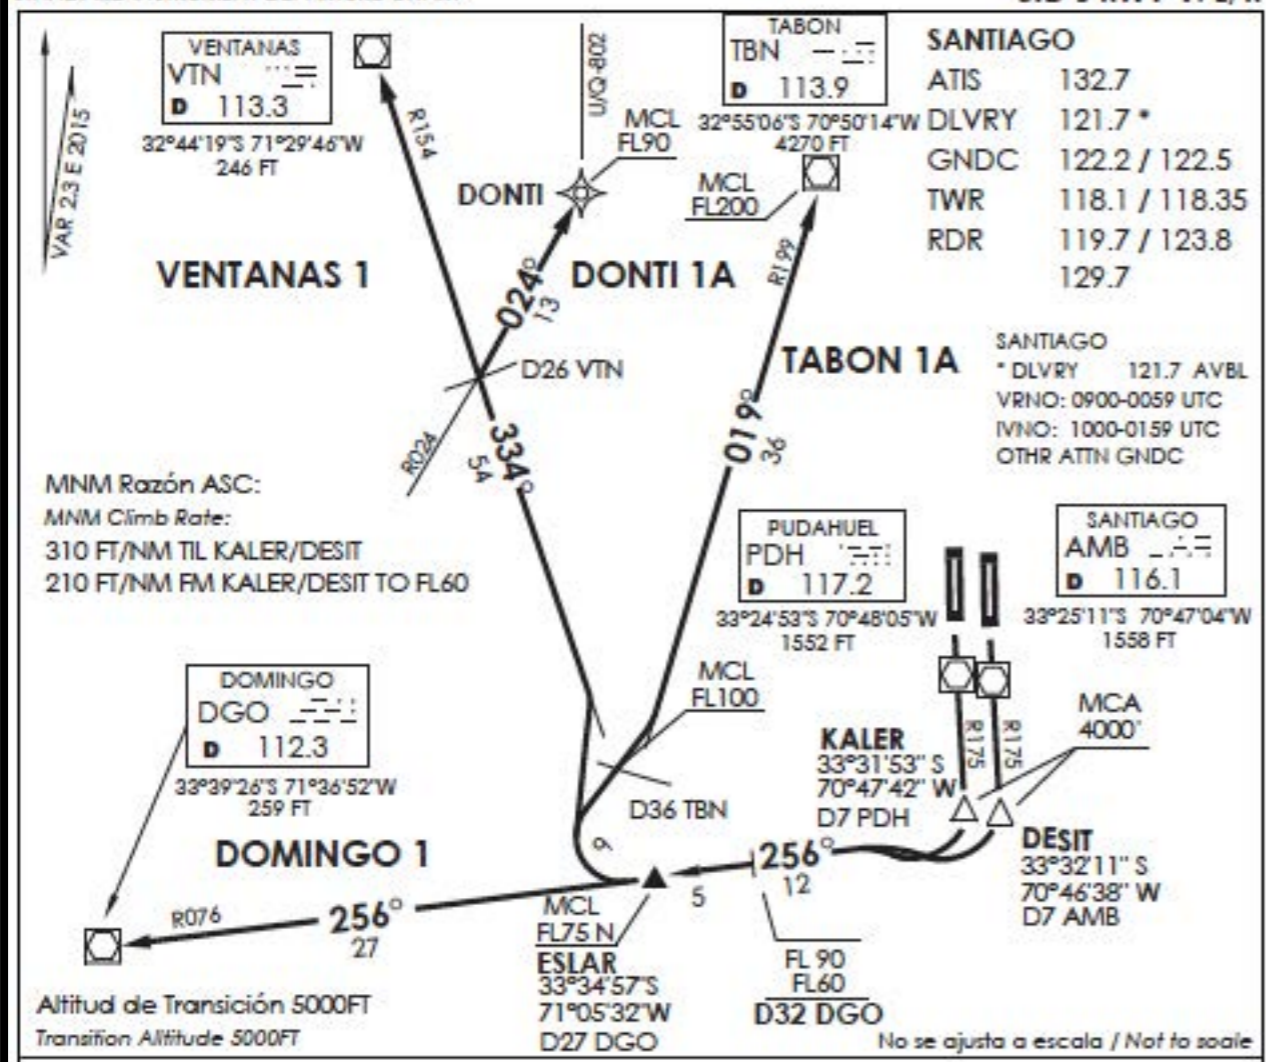 VENTANAS
VTN
D 113.3
32°44'19"S 71°29'46"W
246 FT
VAR 2.3 E 2015
R154
U/Q-802
MCL
FL90
DONTI
TABON
TBN
D 113.9
32°55'06"S 70°50'14"W
4270 FT
MCL
FL200
SANTIAGO
ATIS 132.7
DLVRY 121.7 *
GNDC 122.2 / 122.5
TWR 118.1 / 118.35
RDR 119.7 / 123.8
129.7
VENTANAS 1
024°
13
DONTI 1A
R199
TABON 1A
SANTIAGO
* DLVRY 121.7 AVBL
VRNO: 0900-0059 UTC
IVNO: 1000-0159 UTC
OTHR ATTN GNDC
D26 VTN
R024
334°
54
019°
36
MNM Razón ASC:
MNM Climb Rate:
310 FT/NM TIL KALER/DESIT
210 FT/NM FM KALER/DESIT TO FL60
PUDAHUEL
PDH
D 117.2
33°24'53"S 70°48'05"W
1552 FT
SANTIAGO
AMB
D 116.1
33°25'11"S 70°47'04"W
1558 FT
DOMINGO
DGO
D 112.3
33°39'26"S 71°36'52"W
259 FT
MCL
FL100
MCA
4000'
R175
R175
KALER
33°31'53" S
70°47'42" W
D7 PDH
D36 TBN
DESIT
33°32'11" S
70°46'38" W
D7 AMB
DOMINGO 1
9
256°
12
5
R076
256°
27
MCL
FL75 N
ESLAR
33°34'57"S
71°05'32"W
D27 DGO
FL 90
FL60
D32 DGO
Altitud de Transición 5000FT
Transition Altitude 5000FT
No se ajusta a escala / Not to scale